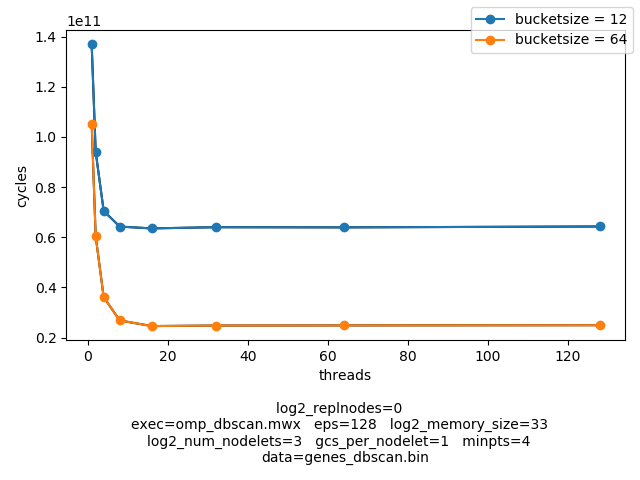 1e11
bucketsize = 12
bucketsize = 64
1.4
1.2
1.0
0.8
0.6
0.4
0.2
cycles
0 20 40 60 80 100 120
threads
log2_replnodes=0
exec=omp_dbscan.mwx eps=128 log2_memory_size=33
log2_num_nodelets=3 gcs_per_nodelet=1 minpts=4
data=genes_dbscan.bin